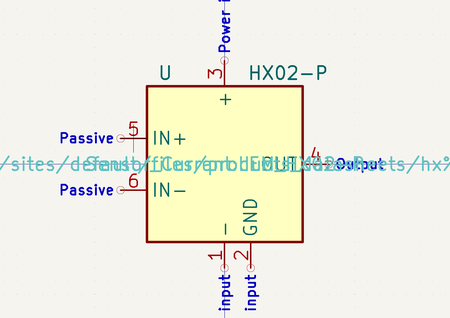 Power i
U HX02-P
3
+
Passive 5 IN+
4 Output
Passive 6 IN-
- GND
1 2
input input